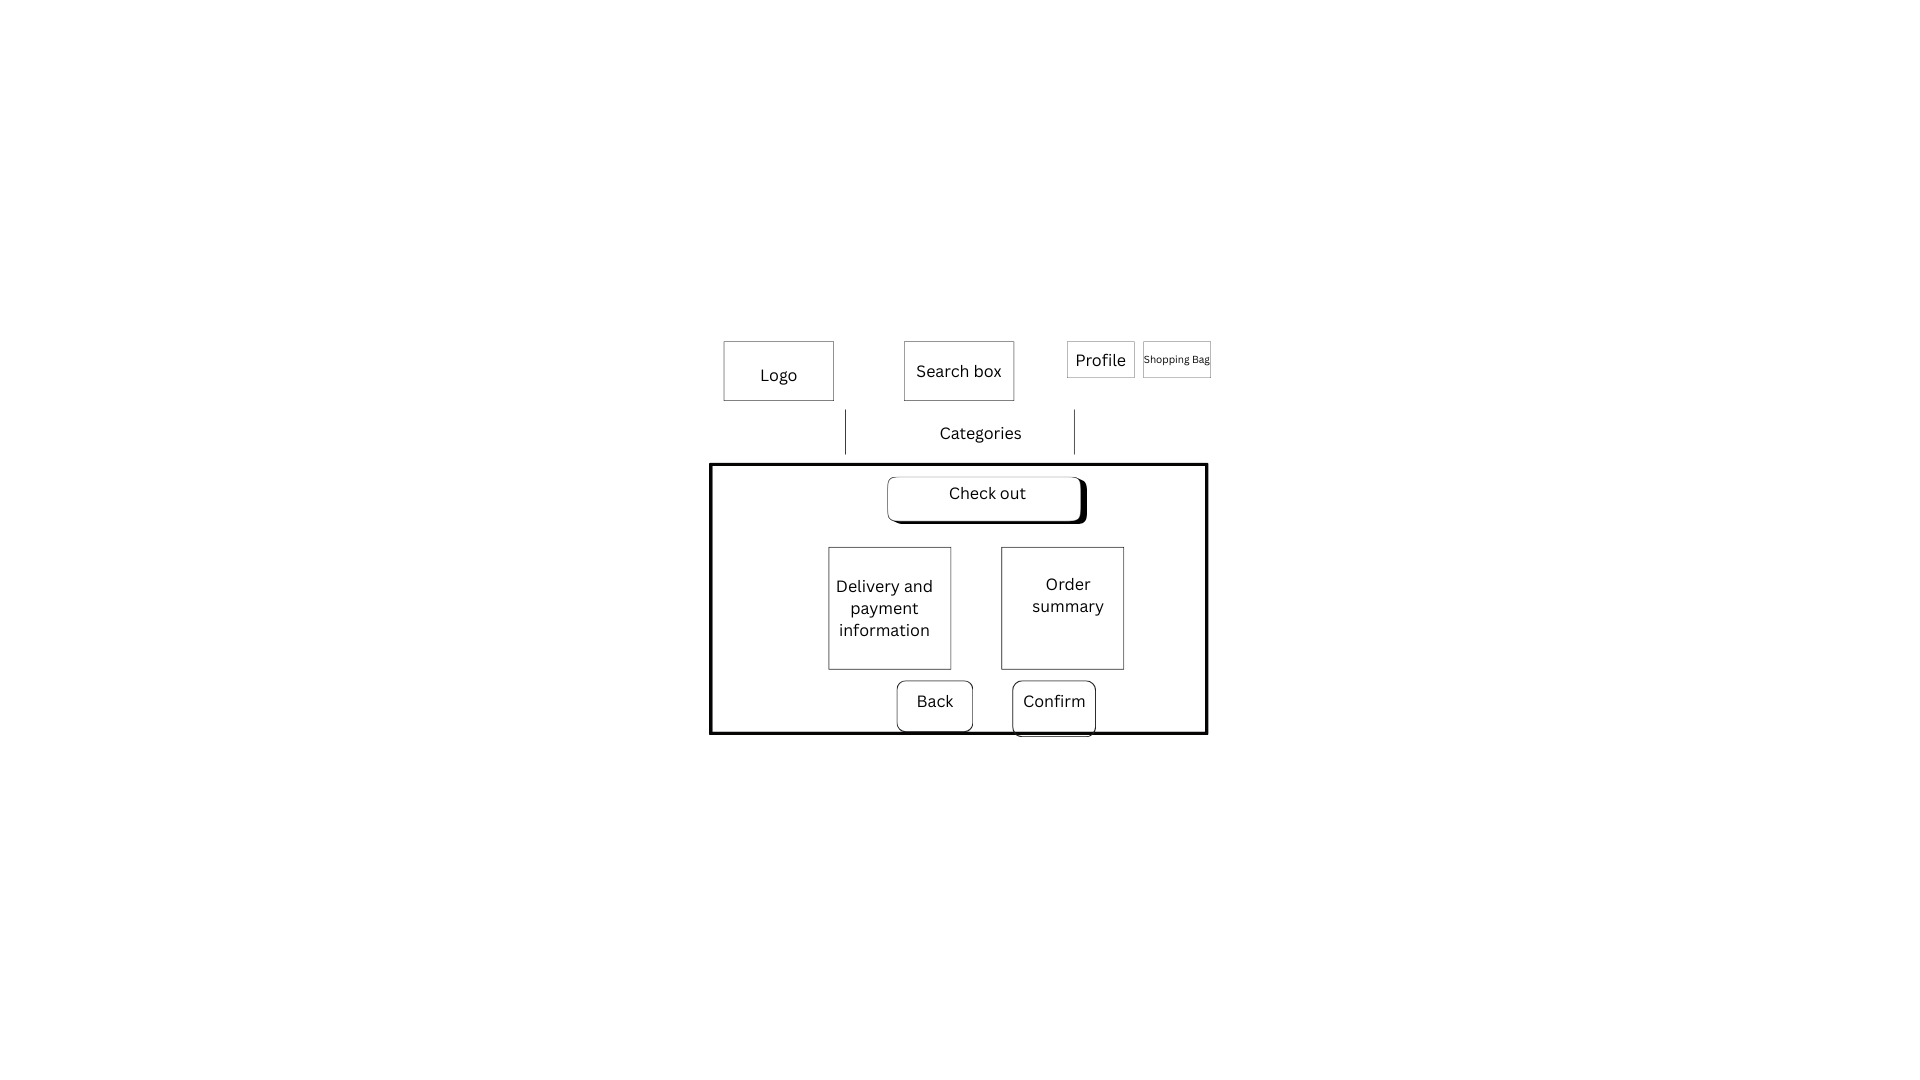 Logo
Search box
Profile
Shopping Bag
Categories
Check out
Delivery and
payment
information
Order
summary
Back
Confirm